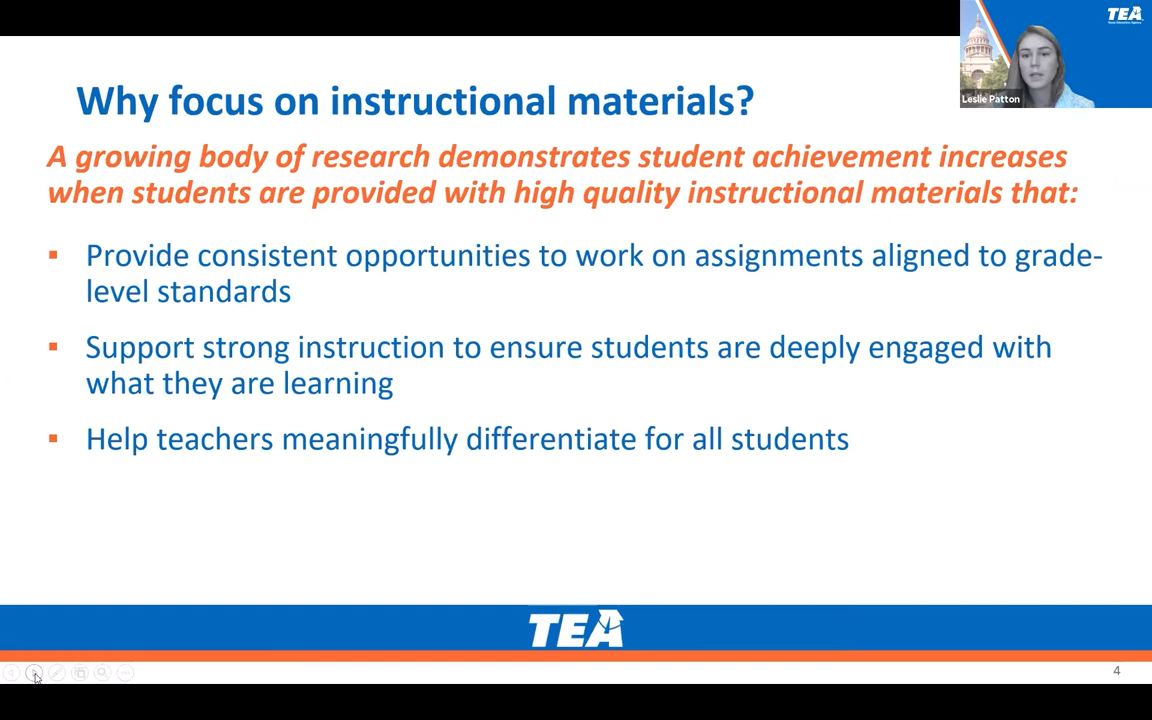 TEA
Texas Education Agency
Leslie Patton
Why focus on instructional materials?
A growing body of research demonstrates student achievement increases
when students are provided with high quality instructional materials that:
▪ Provide consistent opportunities to work on assignments aligned to grade-
level standards
▪ Support strong instruction to ensure students are deeply engaged with
what they are learning
▪ Help teachers meaningfully differentiate for all students
TEA
4